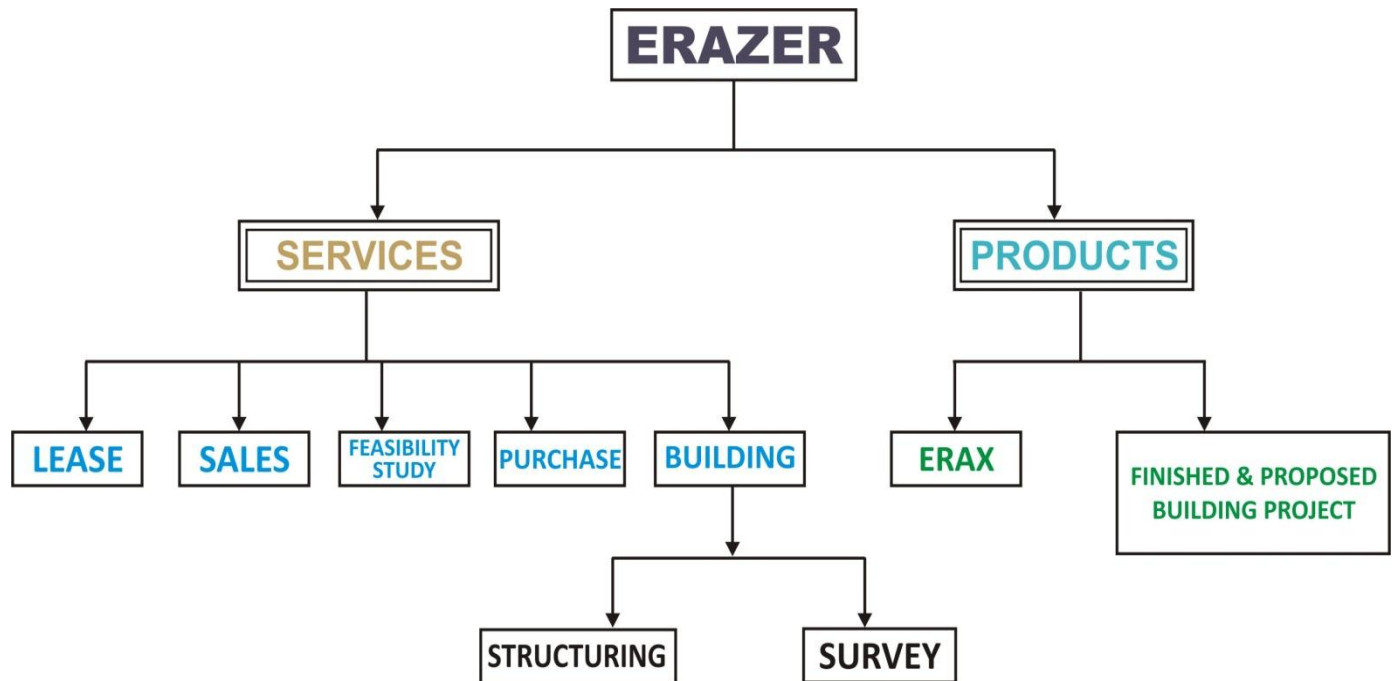 ERAZER
SERVICES
PRODUCTS
LEASE
SALES
FEASIBILITY
STUDY
PURCHASE
BUILDING
ERAX
FINISHED & PROPOSED
BUILDING PROJECT
STRUCTURING
SURVEY